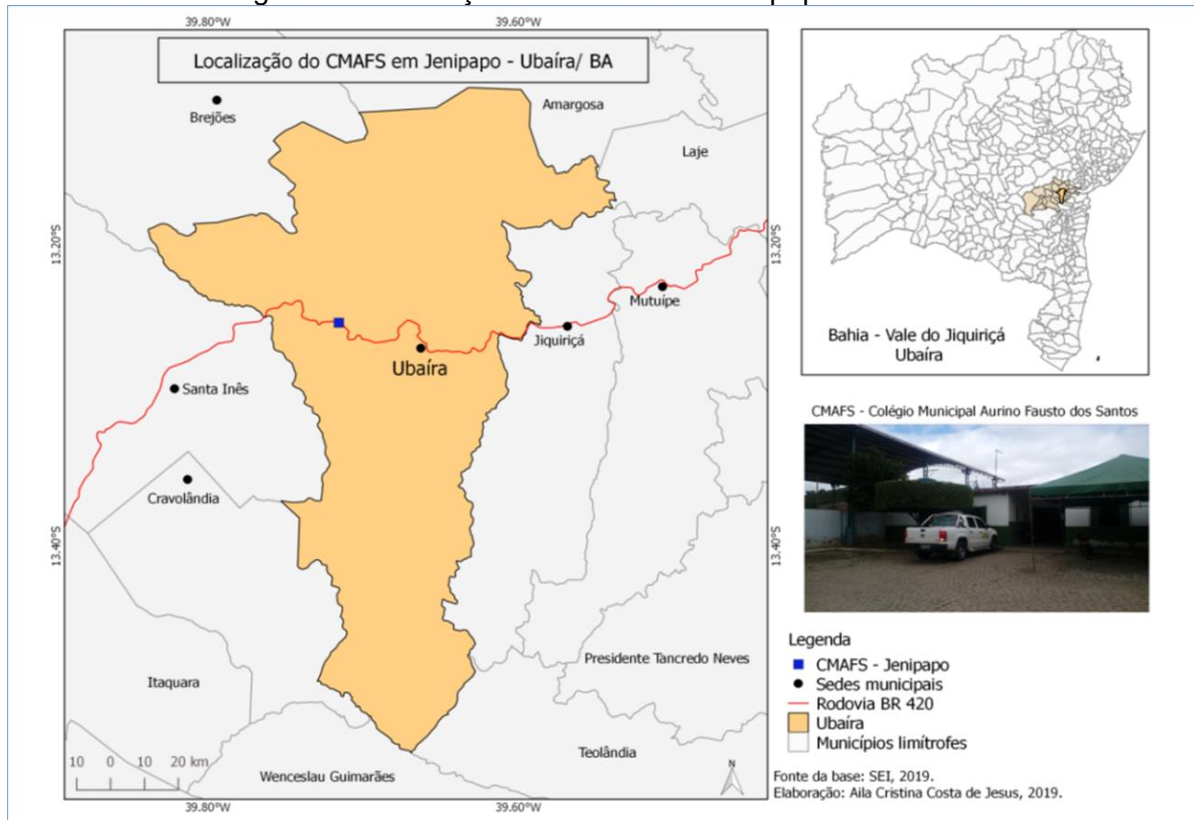 39.80°W
39.60°W
Localização do CMAFS em Jenipapo - Ubaíra/ BA
Amargosa
Brejões
Laje
13.20°S
13.20°S
Mutuípe
Jiquiriçá
Ubaíra
Santa Inês
Cravolândia
13.40°S
13.40°S
Presidente Tancredo Neves
Itaquara
Teolândia
Wenceslau Guimarães
10 0 10 20 km
N
39.80°W
39.60°W
Bahia - Vale do Jiquiriçá
Ubaíra
CMAFS - Colégio Municipal Aurino Fausto dos Santos
Legenda
CMAFS - Jenipapo
Sedes municipais
Rodovia BR 420
Ubaíra
Municípios limítrofes
Fonte da base: SEI, 2019.
Elaboração: Aila Cristina Costa de Jesus, 2019.